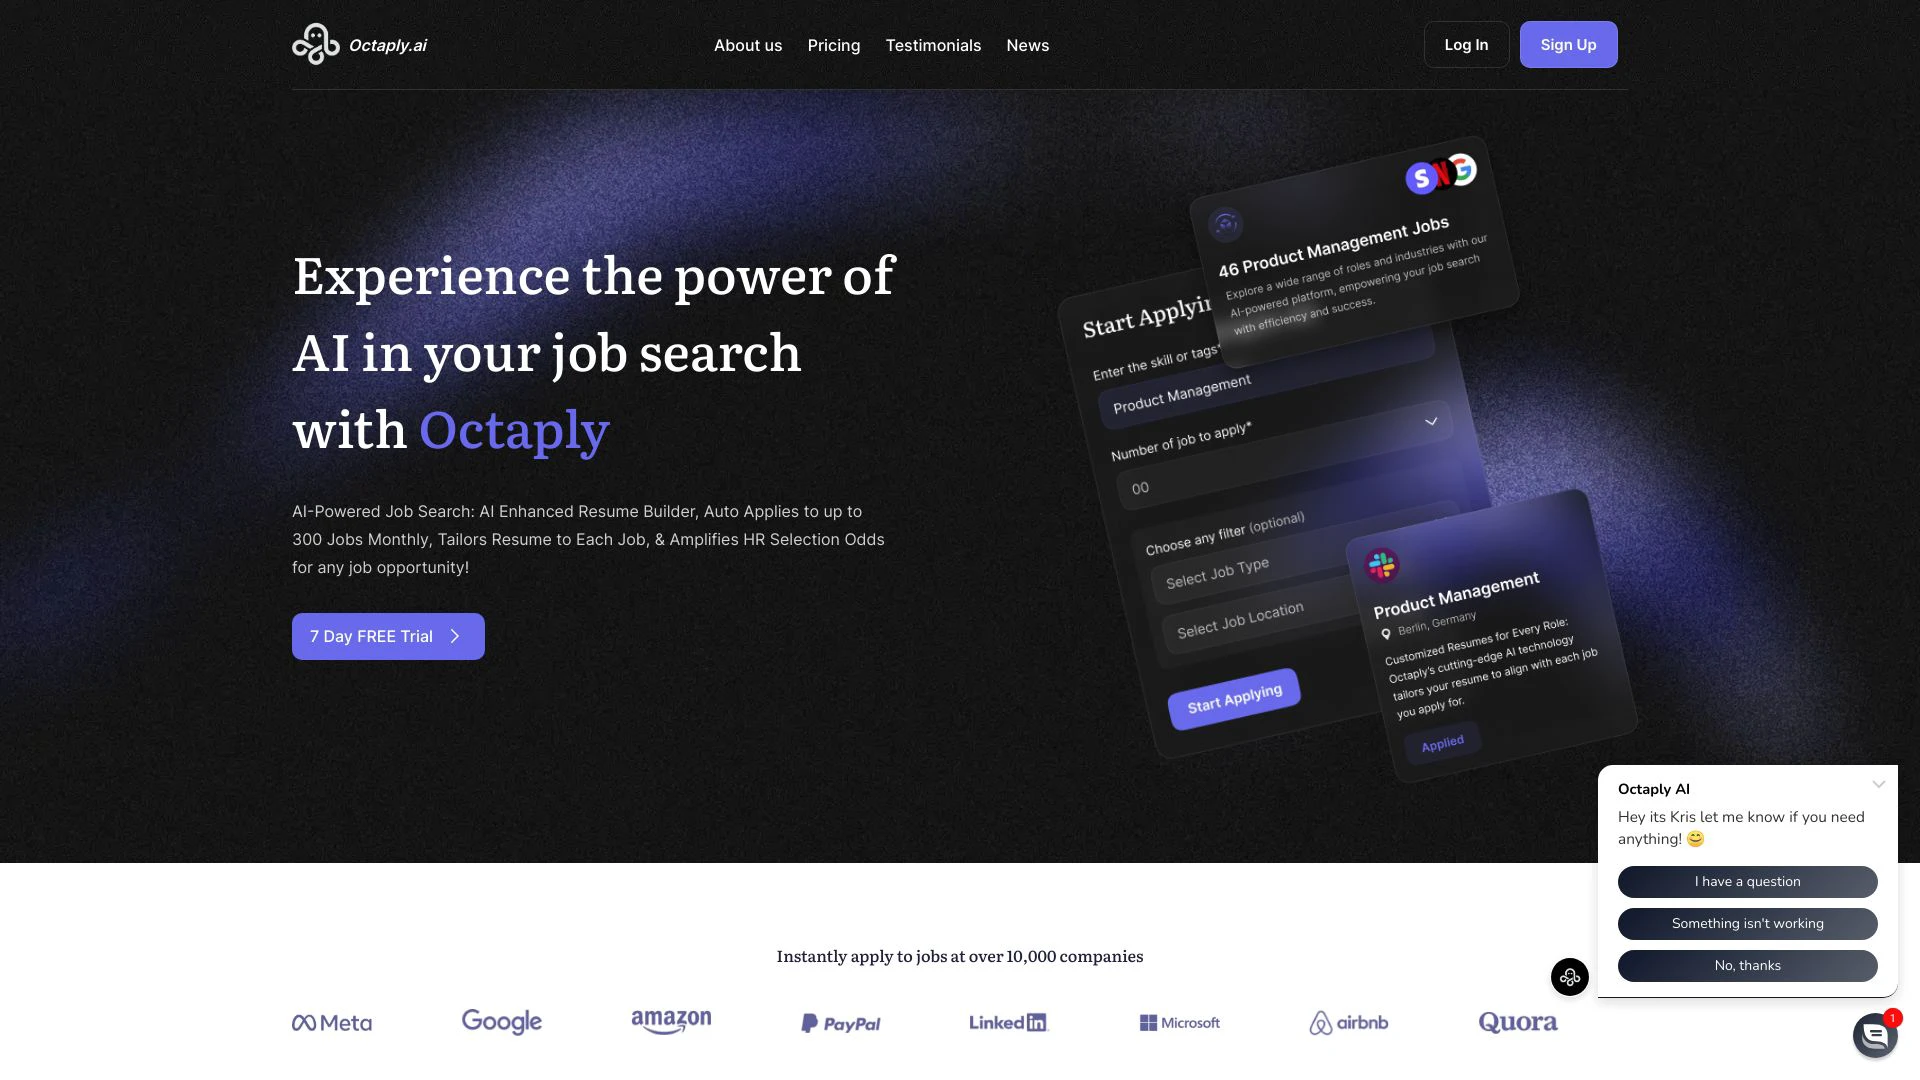 Octaply.ai
About us
Pricing
Testimonials
News
Log In
Sign Up
Experience the power of
AI in your job search
with Octaply
AI-Powered Job Search: AI Enhanced Resume Builder, Auto Applies to up to
300 Jobs Monthly, Tailors Resume to Each Job, & Amplifies HR Selection Odds
for any job opportunity!
7 Day FREE Trial
46 Product Management Jobs
Explore a wide range of roles and industries with our
AI-powered platform, empowering your job search
with efficiency and success.
Start
Enter the skill or tags*
Product Management
Number of job to apply*
00
Choose any filter (optional)
Select Job Type
Select Job Location
Start Applying
Product Management
Berlin, Germany
Customized Resumes for Every Role:
Octaply's cutting-edge AI technology
tailors your resume to align with each job
you apply for.
Applied
Octaply AI
Hey its Kris let me know if you need
anything! 😄
I have a question
Something isn't working
No, thanks
1
Instantly apply to jobs at over 10,000 companies
Meta
Google
amazon
PayPal
Linkedin
Microsoft
airbnb
Quora